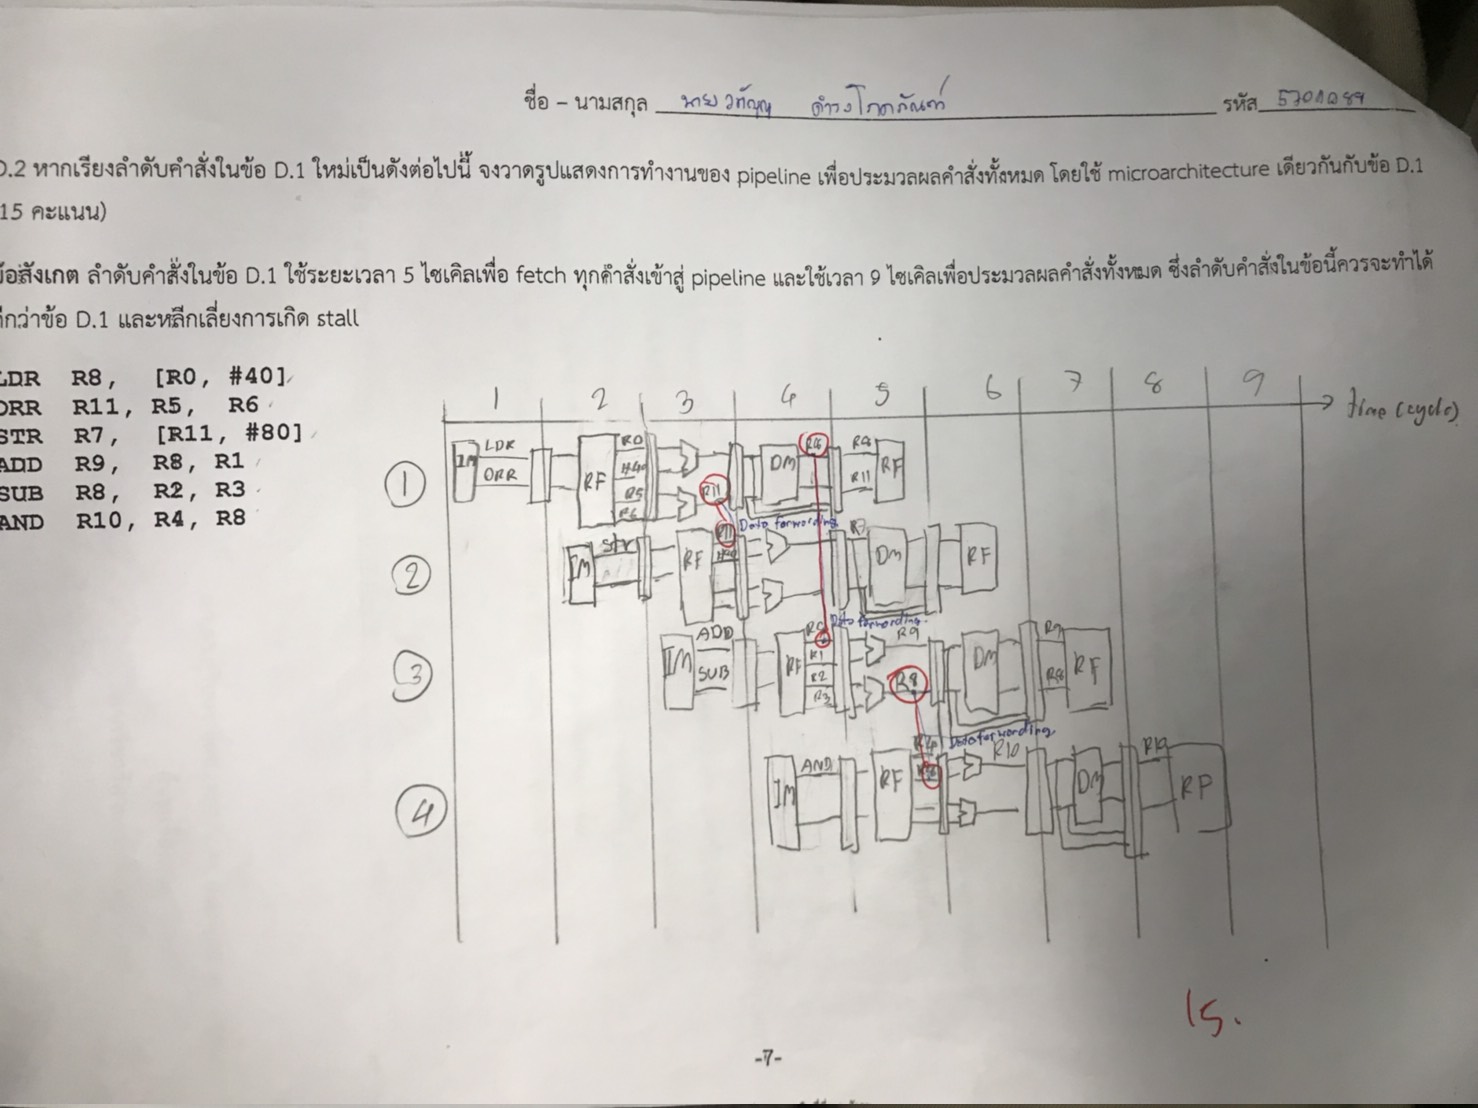 ชื่อ – นามสกุล นาย รหัส
D.2 หากเรียงลำดับคำสั่งในข้อ D.1 ใหม่เป็นดังต่อไปนี้ จงวาดรูปแสดงการทำงานของ pipeline เพื่อประมวลผลคำสั่งทั้งหมด โดยใช้ microarchitecture เดียวกันกับข้อ D.1
15 คะแนน)
ข้อสังเกต ลำดับคำสั่งในข้อ D.1 ใช้ระยะเวลา 5 ไซเคิลเพื่อ fetch ทุกคำสั่งเข้าสู่ pipeline และใช้เวลา 9 ไซเคิลเพื่อประมวลผลคำสั่งทั้งหมด ซึ่งลำดับคำสั่งในข้อนี้ควรจะทำได้
ดีกว่าข้อ D.1 และหลีกเลี่ยงการเกิด stall
LDR R8, [R0, #40]
ORR R11, R5, R6
STR R7, [R11, #80]
ADD R9, R8, R1
SUB R8, R2, R3
AND R10, R4, R8
1 2 3 4 5 6 7 8 9 time (cycle)
1 IM LDR ORR RF R0 #40 R5 R6 R11 DM R8 R8 R11 RF
Data forwarding
2 IM str RF R11 R7 DM RF
Data forwarding
3 IM ADD SUB RF R8 R1 R2 R3 R9 R8 DM R9 R8 RF
Data forwarding
4 IM AND RF R4 R8 R10 DM R10 RF
15.
-7-